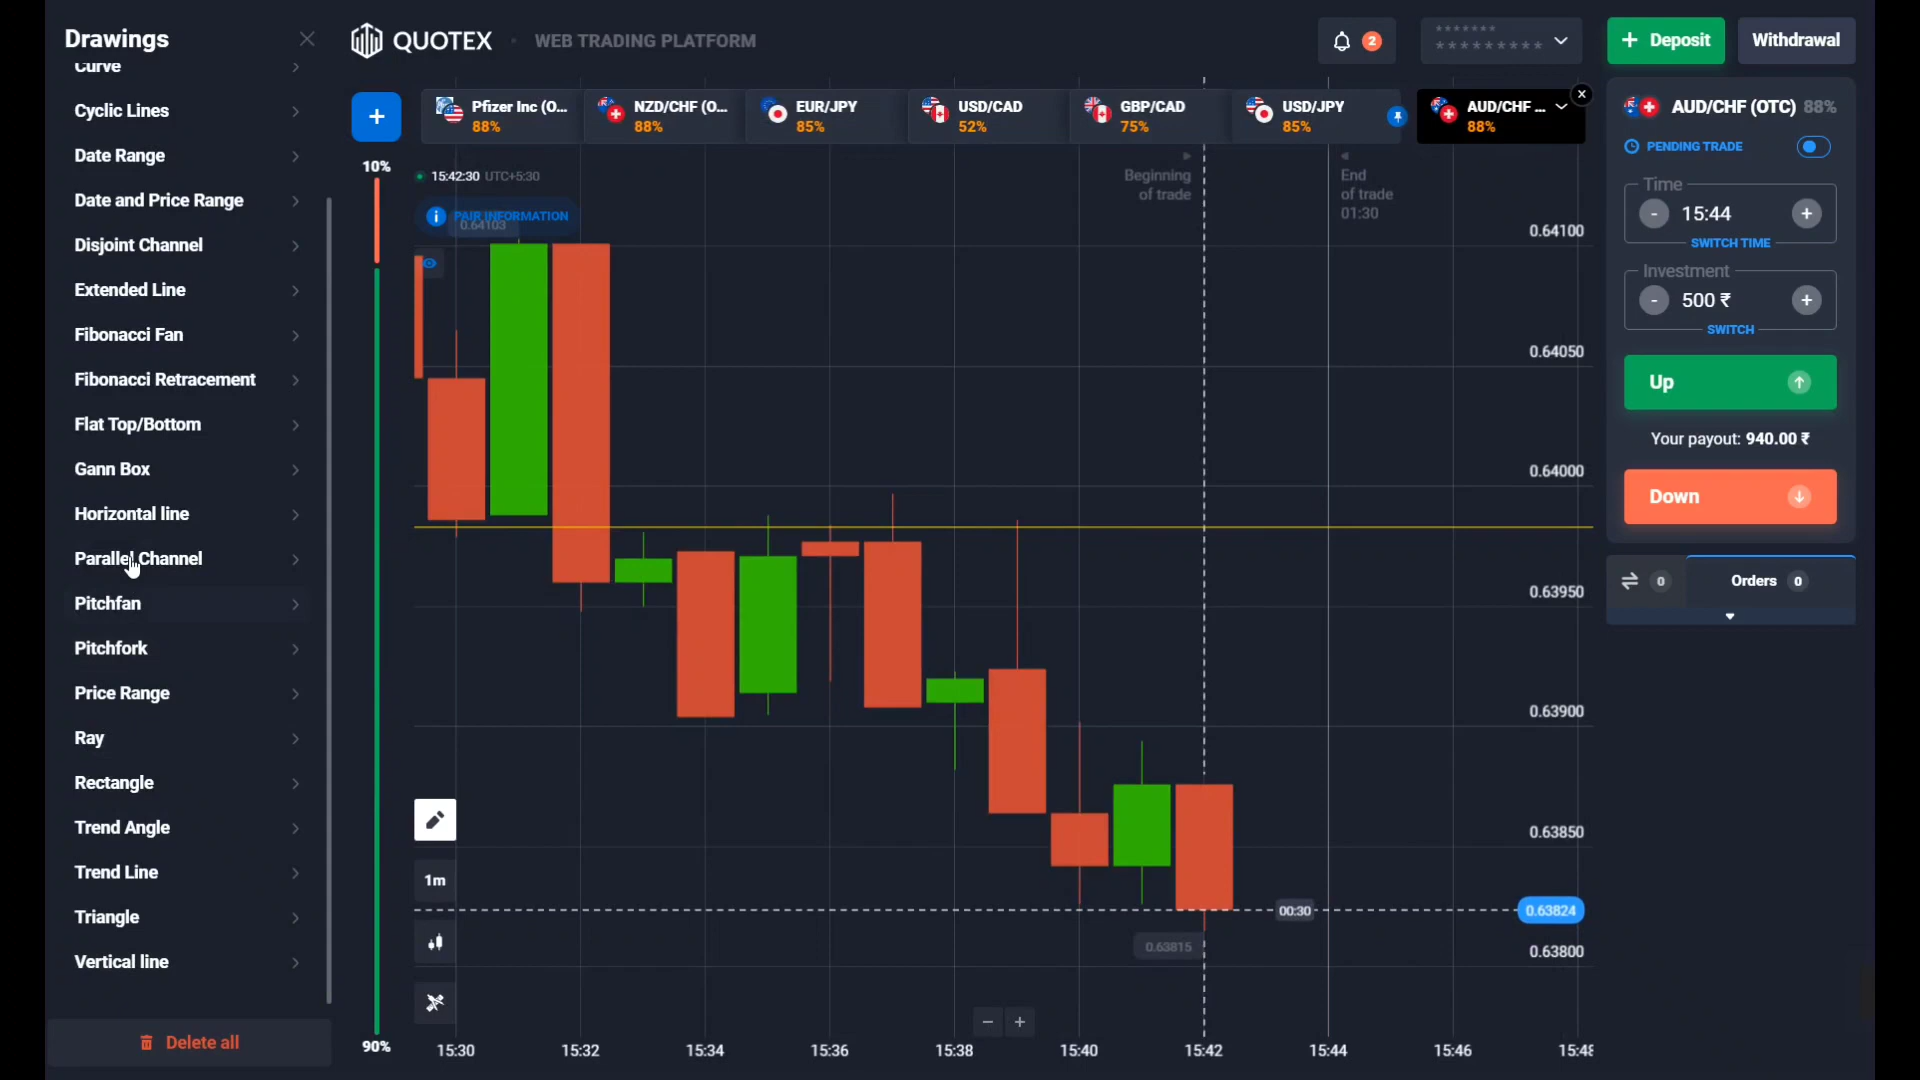 Drawings
Curve
Cyclic Lines
Date Range
Date and Price Range
Disjoint Channel
Extended Line
Fibonacci Fan
Fibonacci Retracement
Flat Top/Bottom
Gann Box
Horizontal line
Parallel Channel
Pitchfan
Pitchfork
Price Range
Ray
Rectangle
Trend Angle
Trend Line
Triangle
Vertical line
Delete all
QUOTEX
WEB TRADING PLATFORM
2
*******
*********
+ Deposit
Withdrawal
+
Pfizer Inc (O...
88%
NZD/CHF (O...
88%
EUR/JPY
85%
USD/CAD
52%
GBP/CAD
75%
USD/JPY
85%
AUD/CHF ...
88%
10%
90%
15:42:30 UTC+5:30
PAIR INFORMATION
0.64103
Beginning
of trade
End
of trade
01:30
0.64100
0.64050
0.64000
0.63950
0.63900
0.63850
00:30
0.63824
0.63815
0.63800
1m
15:30
15:32
15:34
15:36
15:38
15:40
15:42
15:44
15:46
15:48
AUD/CHF (OTC) 88%
PENDING TRADE
Time
- 15:44 +
SWITCH TIME
Investment
- 500 ₹ +
SWITCH
Up
Your payout: 940.00 ₹
Down
0
Orders 0